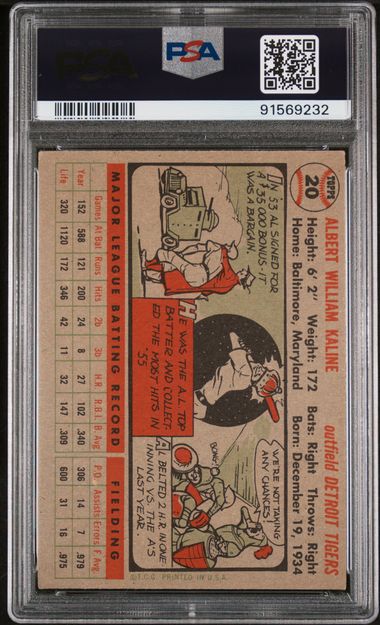 PSA
PSA
91569232
TOPPS
20
ALBERT WILLIAM KALINE
outfield DETROIT TIGERS
Height: 6' 2" Weight: 172 Bats: Right Throws: Right
Home: Baltimore, Maryland Born: December 19, 1934
IN '53 AL SIGNED FOR
A $35,000 BONUS-IT
WAS A BARGAIN.
HE WAS THE A.L. TOP
BATTER AND COLLECT-
ED THE MOST HITS IN
'55
WE'RE NOT TAKING
ANY CHANCES.
BONG!
AL BELTED 2 H.R. IN ONE
INNING VS. THE A'S
LAST YEAR.
MAJOR LEAGUE BATTING RECORD FIELDING
Games At Bat Runs Hits 2b 3b H.R. R.B.I. B. Avg P.O. Assists Errors F. Avg
Year 152 588 121 200 24 8 27 102 .340 306 14 7 .979
Life 320 1120 172 346 42 11 32 147 .309 600 31 16 .975
© T.C.G. PRINTED IN U.S.A.